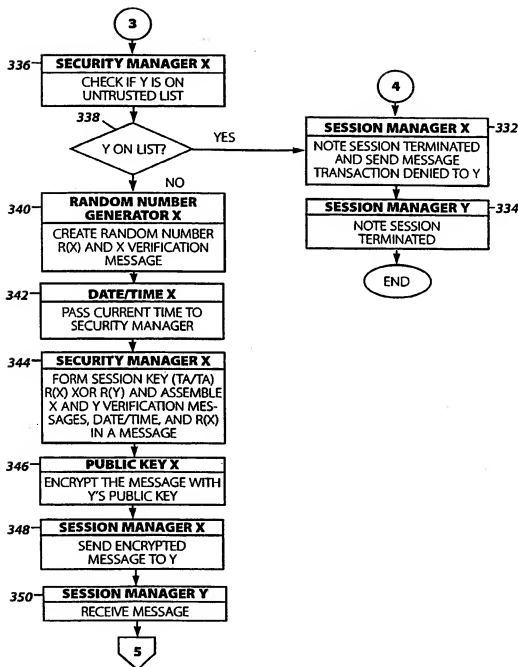 3
336
SECURITY MANAGER X
CHECK IF Y IS ON
UNTRUSTED LIST
338
Y ON LIST?
YES
NO
340
RANDOM NUMBER
GENERATOR X
CREATE RANDOM NUMBER
R(X) AND X VERIFICATION
MESSAGE
342
DATE/TIME X
PASS CURRENT TIME TO
SECURITY MANAGER
344
SECURITY MANAGER X
FORM SESSION KEY (TA/TA)
R(X) XOR R(Y) AND ASSEMBLE
X AND Y VERIFICATION MES-
SAGES, DATE/TIME, AND R(X)
IN A MESSAGE
346
PUBLIC KEY X
ENCRYPT THE MESSAGE WITH
Y'S PUBLIC KEY
348
SESSION MANAGER X
SEND ENCRYPTED
MESSAGE TO Y
350
SESSION MANAGER Y
RECEIVE MESSAGE
5
4
SESSION MANAGER X
332
NOTE SESSION TERMINATED
AND SEND MESSAGE
TRANSACTION DENIED TO Y
SESSION MANAGER Y
334
NOTE SESSION
TERMINATED
END